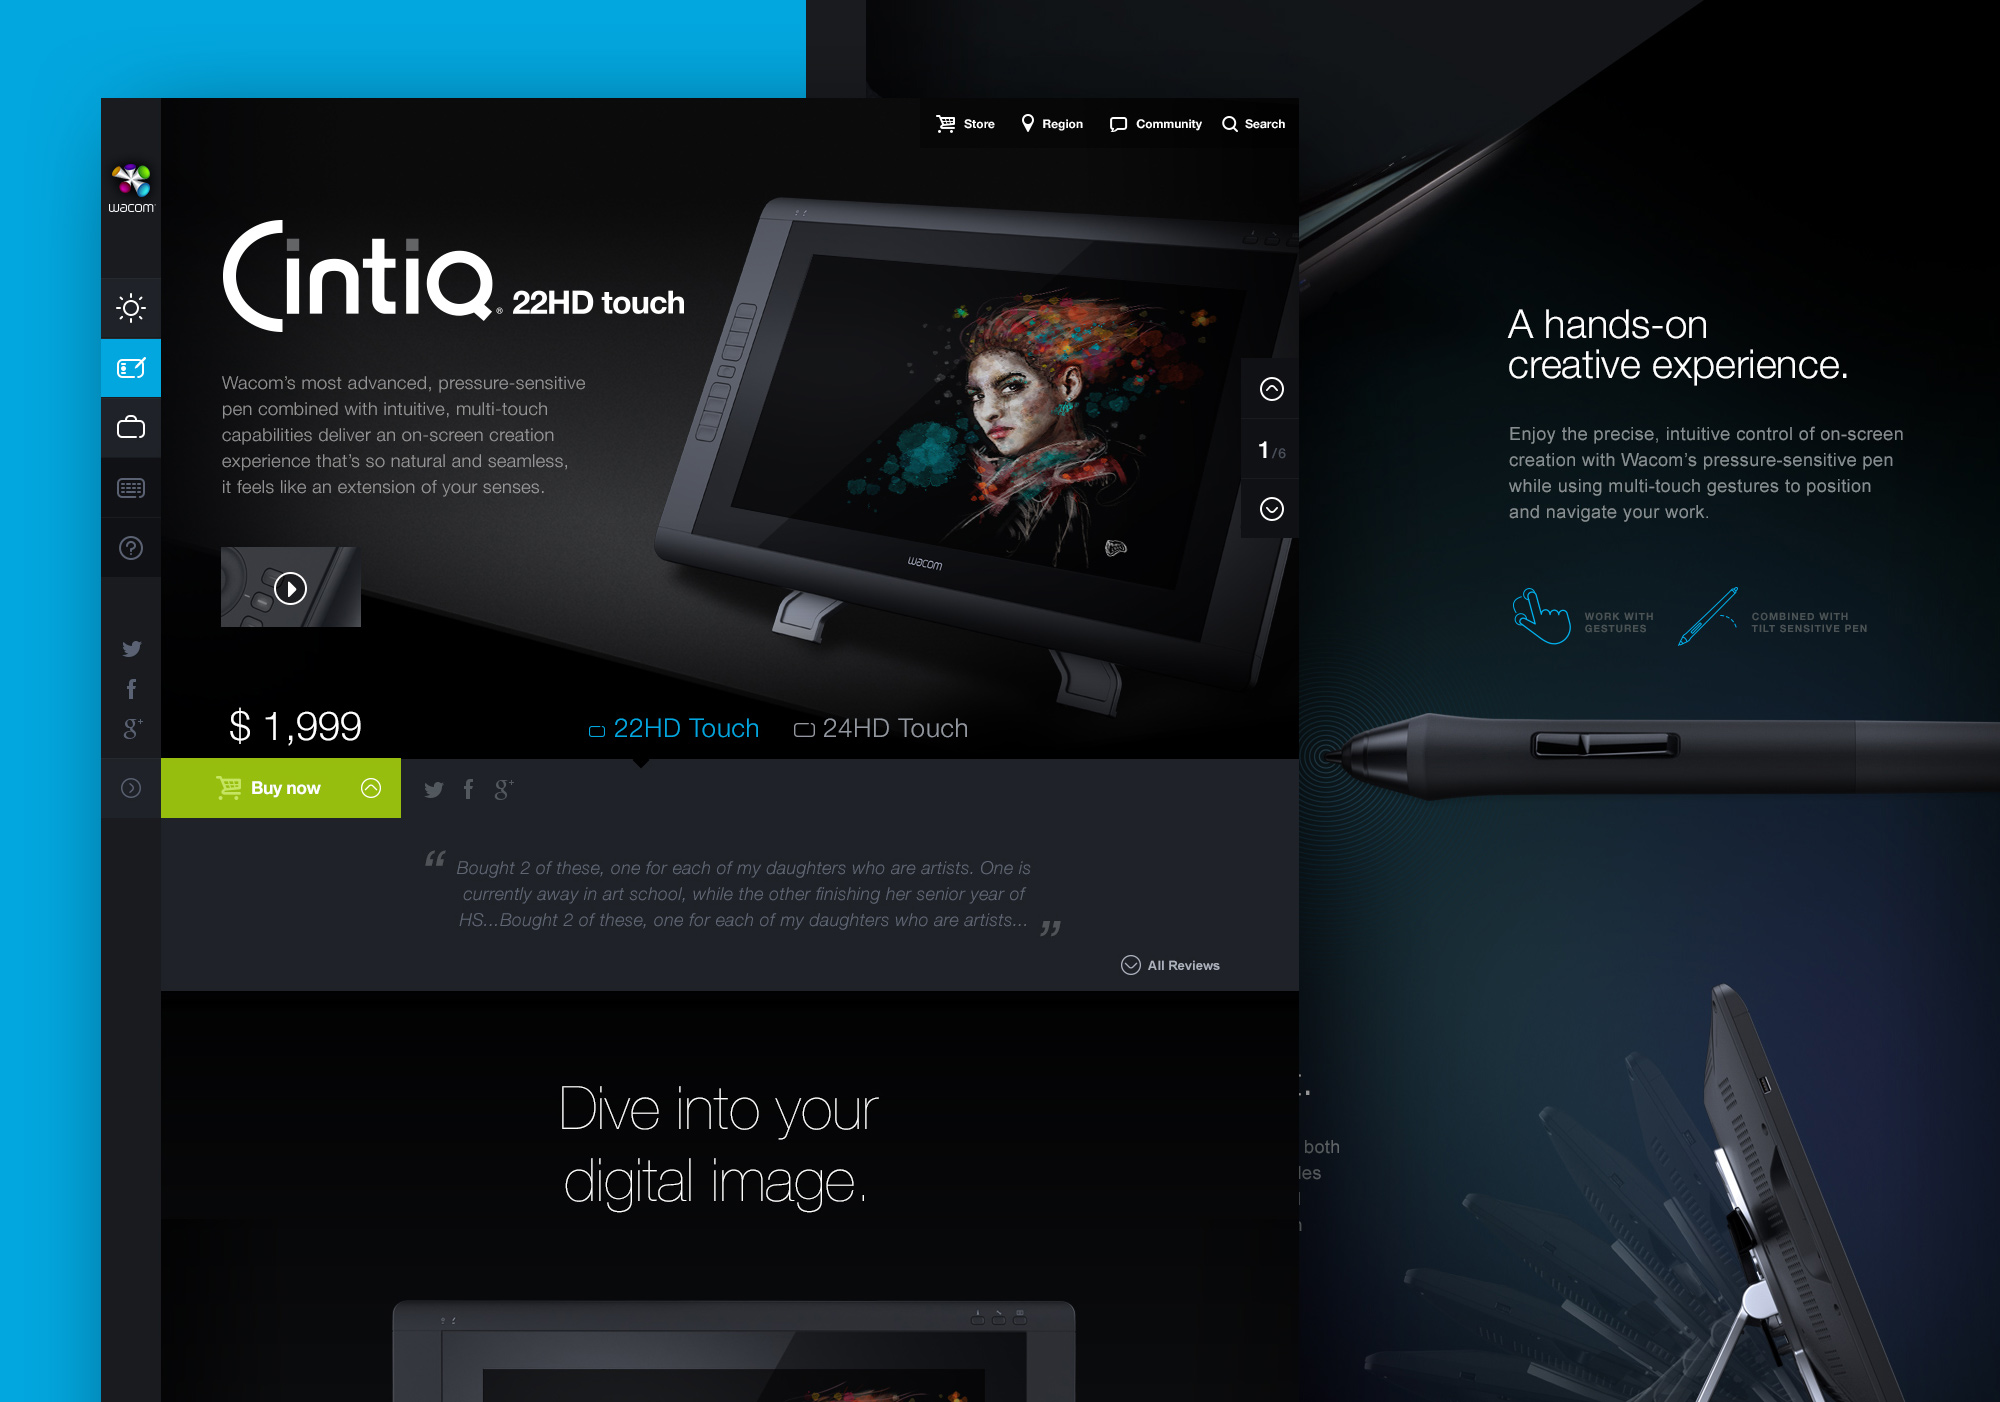 Store
Region
Community
Search
wacom
CintiQ® 22HD touch
Wacom’s most advanced, pressure-sensitive
pen combined with intuitive, multi-touch
capabilities deliver an on-screen creation
experience that’s so natural and seamless,
it feels like an extension of your senses.
wacom
1/6
$ 1,999
22HD Touch
24HD Touch
Buy now
f
g+
f
g+
“ Bought 2 of these, one for each of my daughters who are artists. One is
currently away in art school, while the other finishing her senior year of
HS...Bought 2 of these, one for each of my daughters who are artists... ”
All Reviews
Dive into your
digital image.
A hands-on
creative experience.
Enjoy the precise, intuitive control of on-screen
creation with Wacom’s pressure-sensitive pen
while using multi-touch gestures to position
and navigate your work.
WORK WITH
GESTURES
COMBINED WITH
TILT SENSITIVE PEN
both